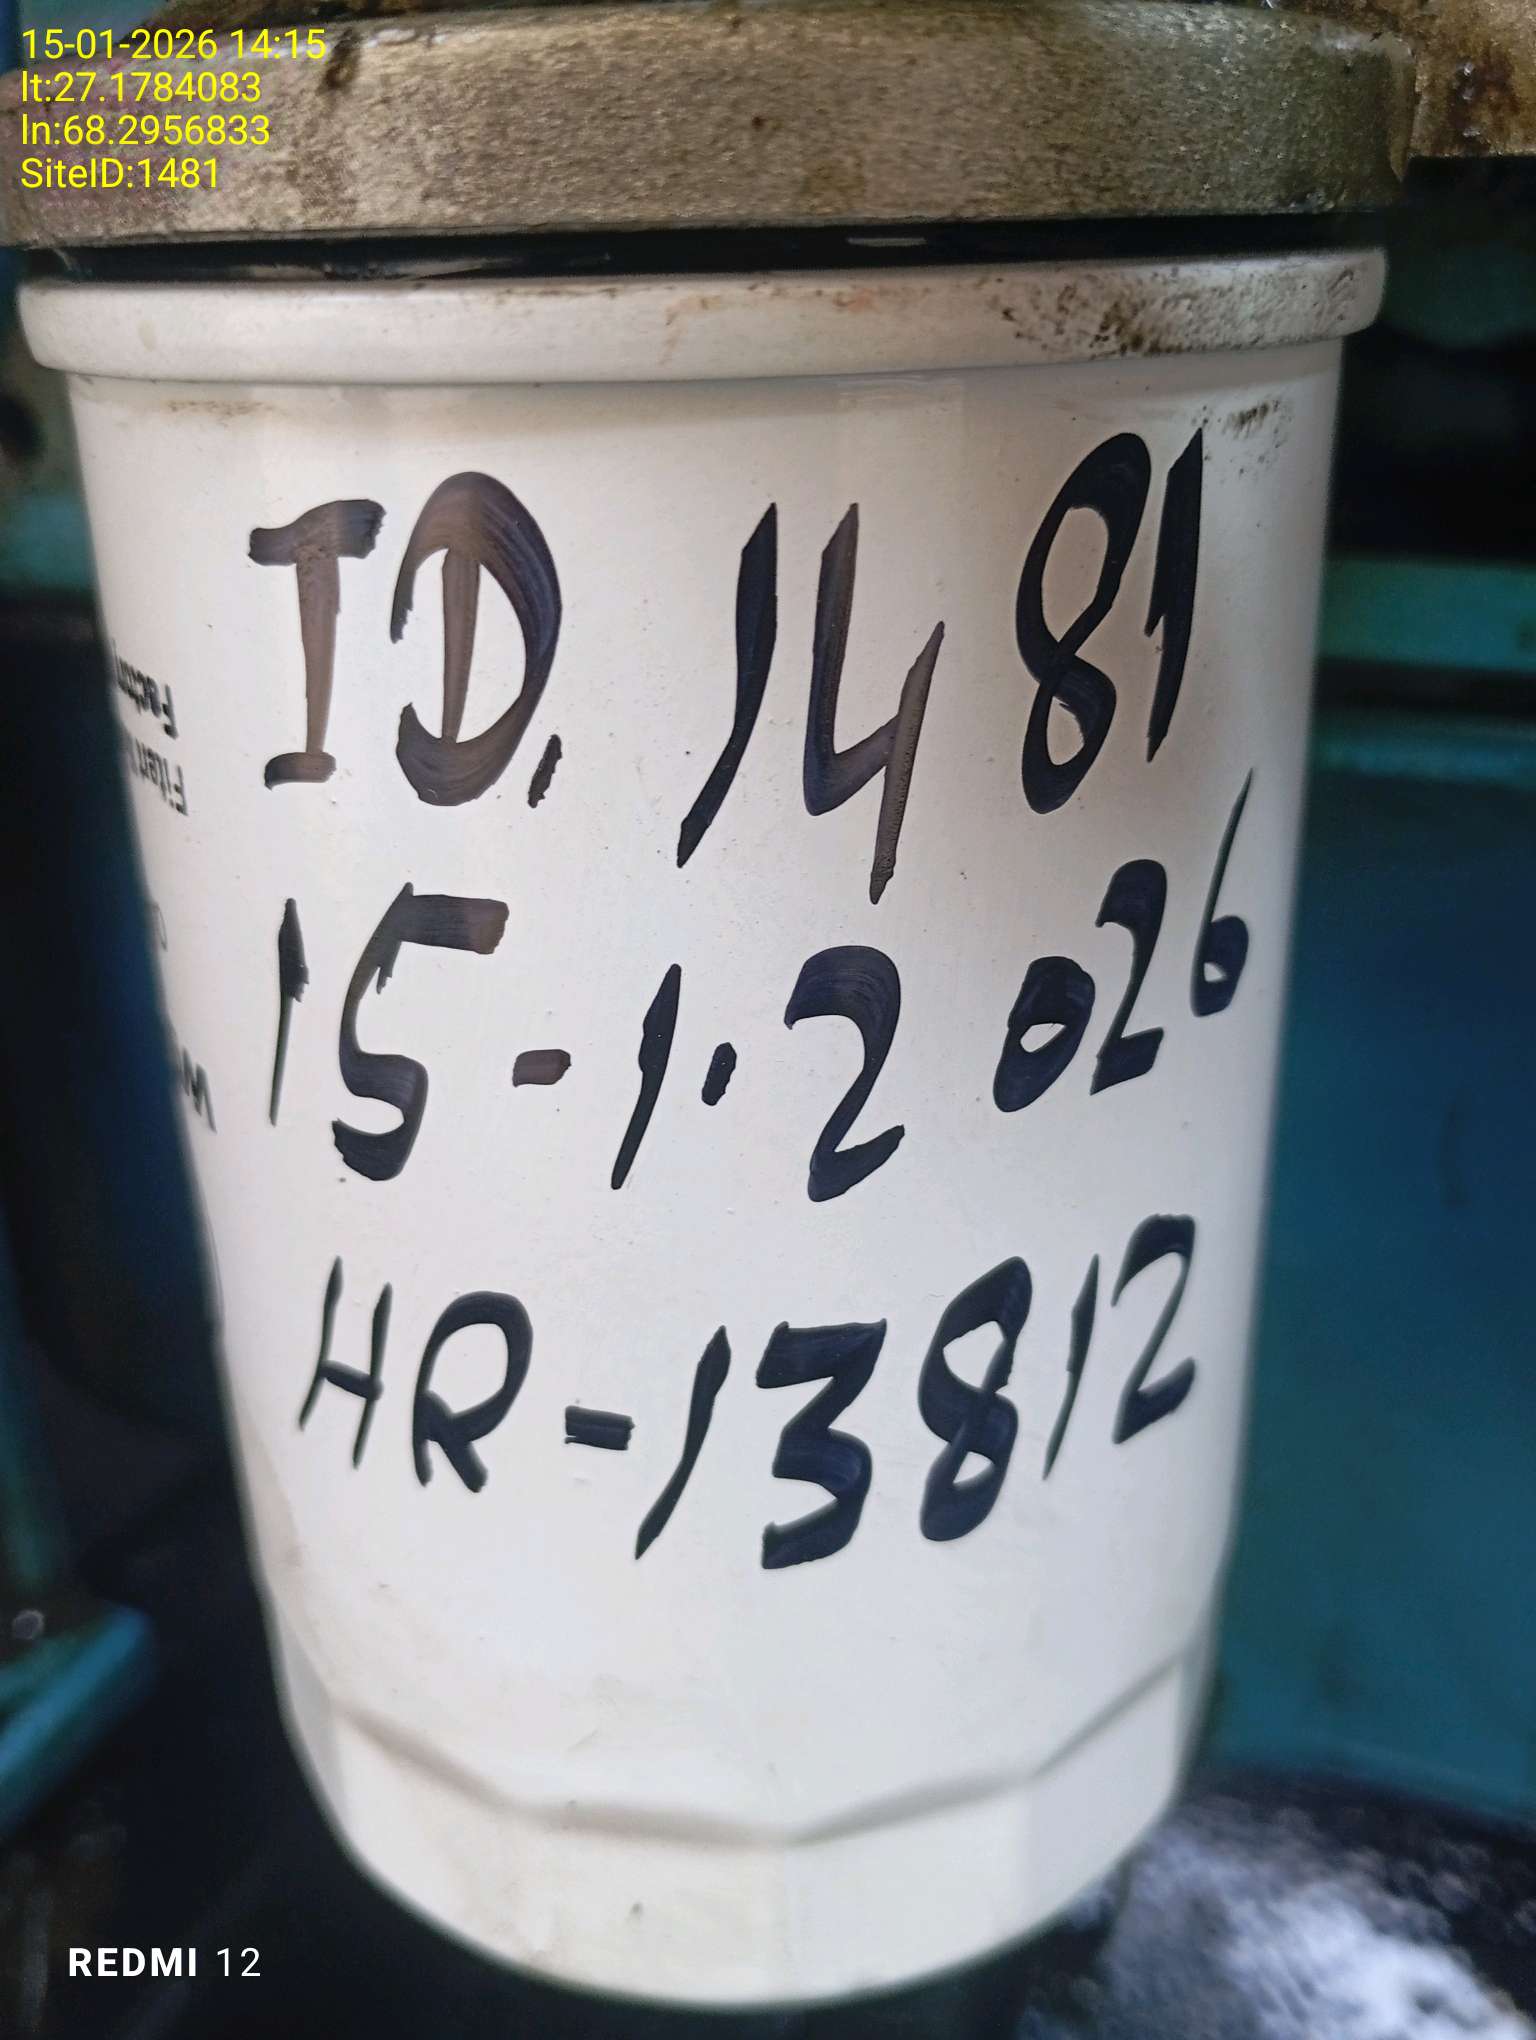 15-01-2026 14:15
lt:27.1784083
ln:68.2956833
SiteID:1481
ID. 1481
15-1.2026
HR-13812
REDMI 12